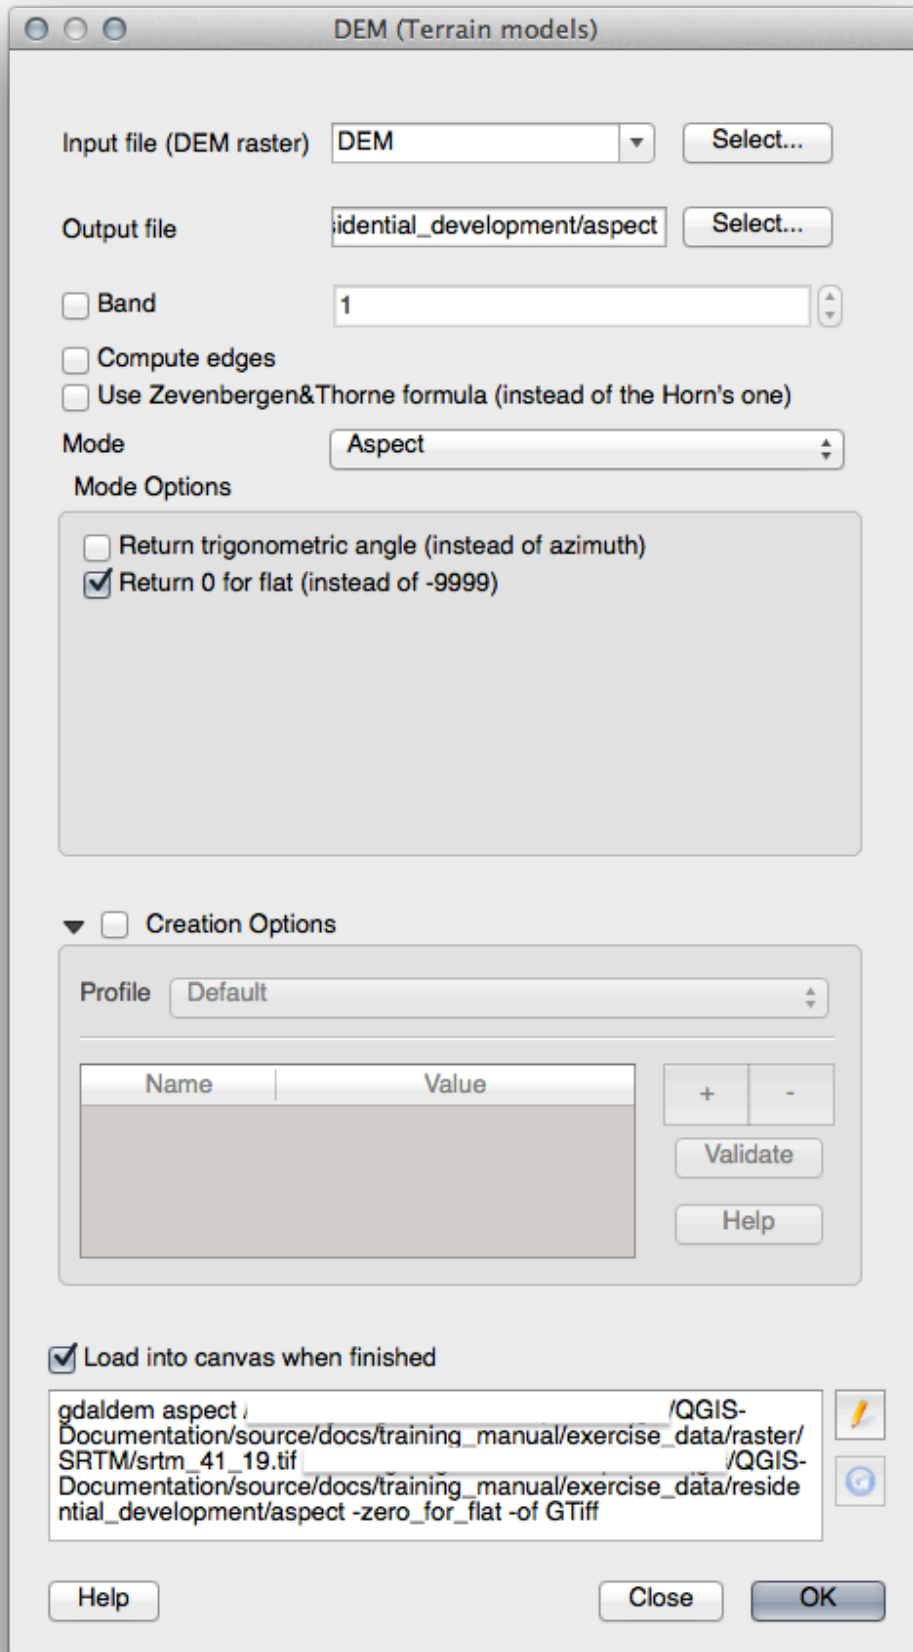 DEM (Terrain models)
Input file (DEM raster) DEM Select...
Output file idential_development/aspect Select...
Band 1
Compute edges
Use Zevenbergen&Thorne formula (instead of the Horn's one)
Mode Aspect
Mode Options
Return trigonometric angle (instead of azimuth)
Return 0 for flat (instead of -9999)
Creation Options
Profile Default
Name Value + -
Validate
Help
Load into canvas when finished
gdaldem aspect /QGIS-
Documentation/source/docs/training_manual/exercise_data/raster/
SRTM/srtm_41_19.tif /QGIS-
Documentation/source/docs/training_manual/exercise_data/reside
ntial_development/aspect -zero_for_flat -of GTiff
Help Close OK